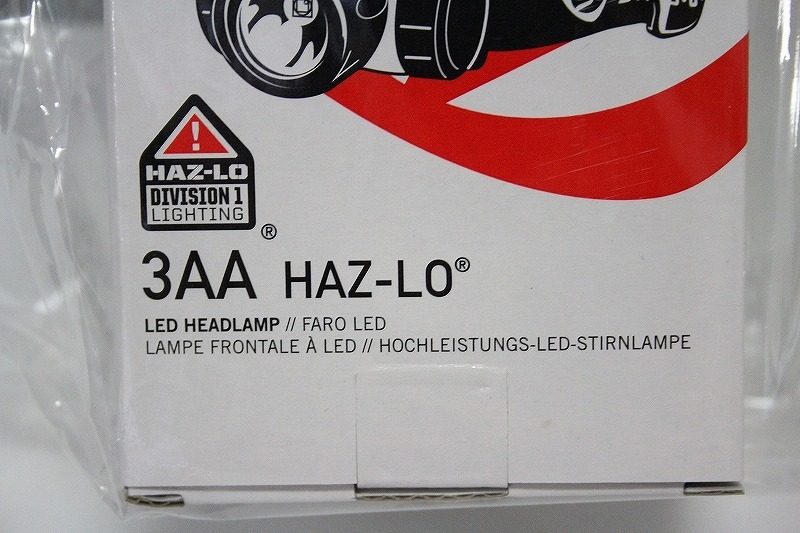 !
HAZ-LO
DIVISION 1
LIGHTING
®
3AA HAZ-LO®
LED HEADLAMP // FARO LED
LAMPE FRONTALE À LED // HOCHLEISTUNGS-LED-STIRNLAMPE